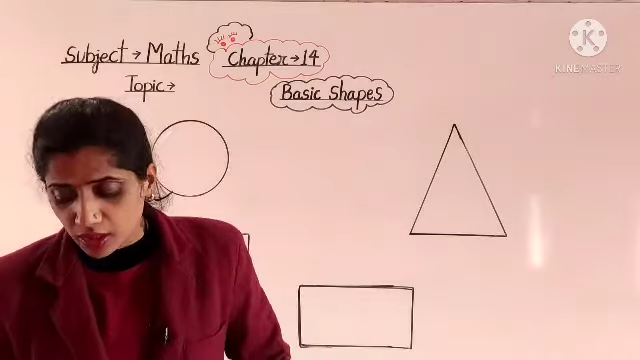 Subject → Maths
Chapter → 14
Topic →
Basic Shapes
K
KINEMASTER